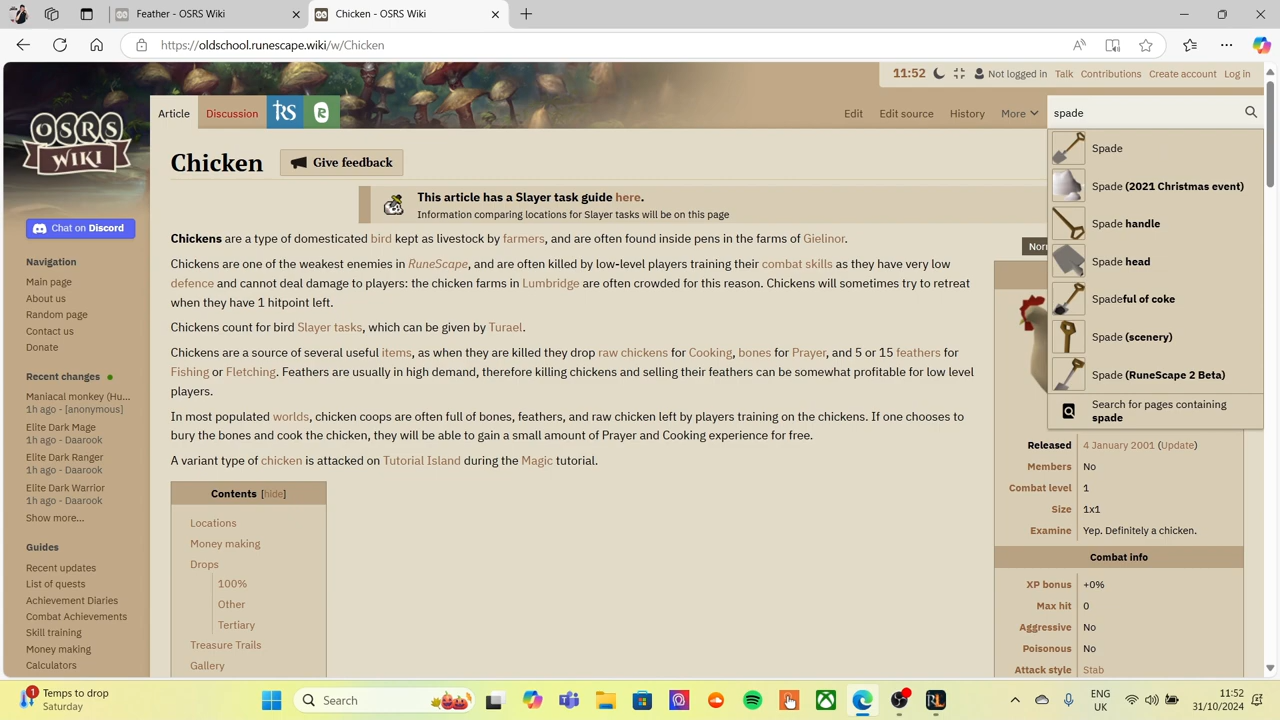 Feather - OSRS Wiki
Chicken - OSRS Wiki
https://oldschool.runescape.wiki/w/Chicken
11:52
Not logged in Talk Contributions Create account Log in
OSRS WIKI
Article Discussion rs Edit Edit source History More
spade
Chicken
Give feedback
This article has a Slayer task guide here.
Information comparing locations for Slayer tasks will be on this page
Chickens are a type of domesticated bird kept as livestock by farmers, and are often found inside pens in the farms of Gielinor.
Chickens are one of the weakest enemies in RuneScape, and are often killed by low-level players training their combat skills as they have very low
defence and cannot deal damage to players: the chicken farms in Lumbridge are often crowded for this reason. Chickens will sometimes try to retreat
when they have 1 hitpoint left.
Chickens count for bird Slayer tasks, which can be given by Turael.
Chickens are a source of several useful items, as when they are killed they drop raw chickens for Cooking, bones for Prayer, and 5 or 15 feathers for
Fishing or Fletching. Feathers are usually in high demand, therefore killing chickens and selling their feathers can be somewhat profitable for low level
players.
In most populated worlds, chicken coops are often full of bones, feathers, and raw chicken left by players training on the chickens. If one chooses to
bury the bones and cook the chicken, they will be able to gain a small amount of Prayer and Cooking experience for free.
A variant type of chicken is attacked on Tutorial Island during the Magic tutorial.
Contents [hide]
Locations
Money making
Drops
100%
Other
Tertiary
Treasure Trails
Gallery
Chat on Discord
Navigation
Main page
About us
Random page
Contact us
Donate
Recent changes
Maniacal monkey (Hu...
1h ago - [anonymous]
Elite Dark Mage
1h ago - Daarook
Elite Dark Ranger
1h ago - Daarook
Elite Dark Warrior
1h ago - Daarook
Show more...
Guides
Recent updates
List of quests
Achievement Diaries
Combat Achievements
Skill training
Money making
Calculators
Spade
Spade (2021 Christmas event)
Spade handle
Spade head
Spadeful of coke
Spade (scenery)
Spade (RuneScape 2 Beta)
Search for pages containing
spade
Released 4 January 2001 (Update)
Members No
Combat level 1
Size 1x1
Examine Yep. Definitely a chicken.
Combat info
XP bonus +0%
Max hit 0
Aggressive No
Poisonous No
Attack style Stab
1
Temps to drop
Saturday
Search
ENG
UK
11:52
31/10/2024